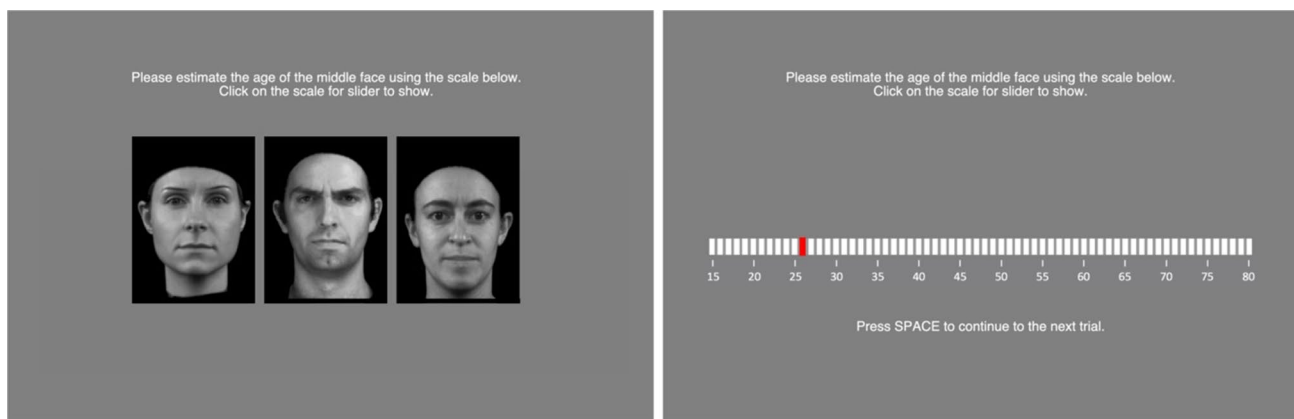 Please estimate the age of the middle face using the scale below.
Click on the scale for slider to show.
Please estimate the age of the middle face using the scale below.
Click on the scale for slider to show.
15 20 25 30 35 40 45 50 55 60 65 70 75 80
Press SPACE to continue to the next trial.